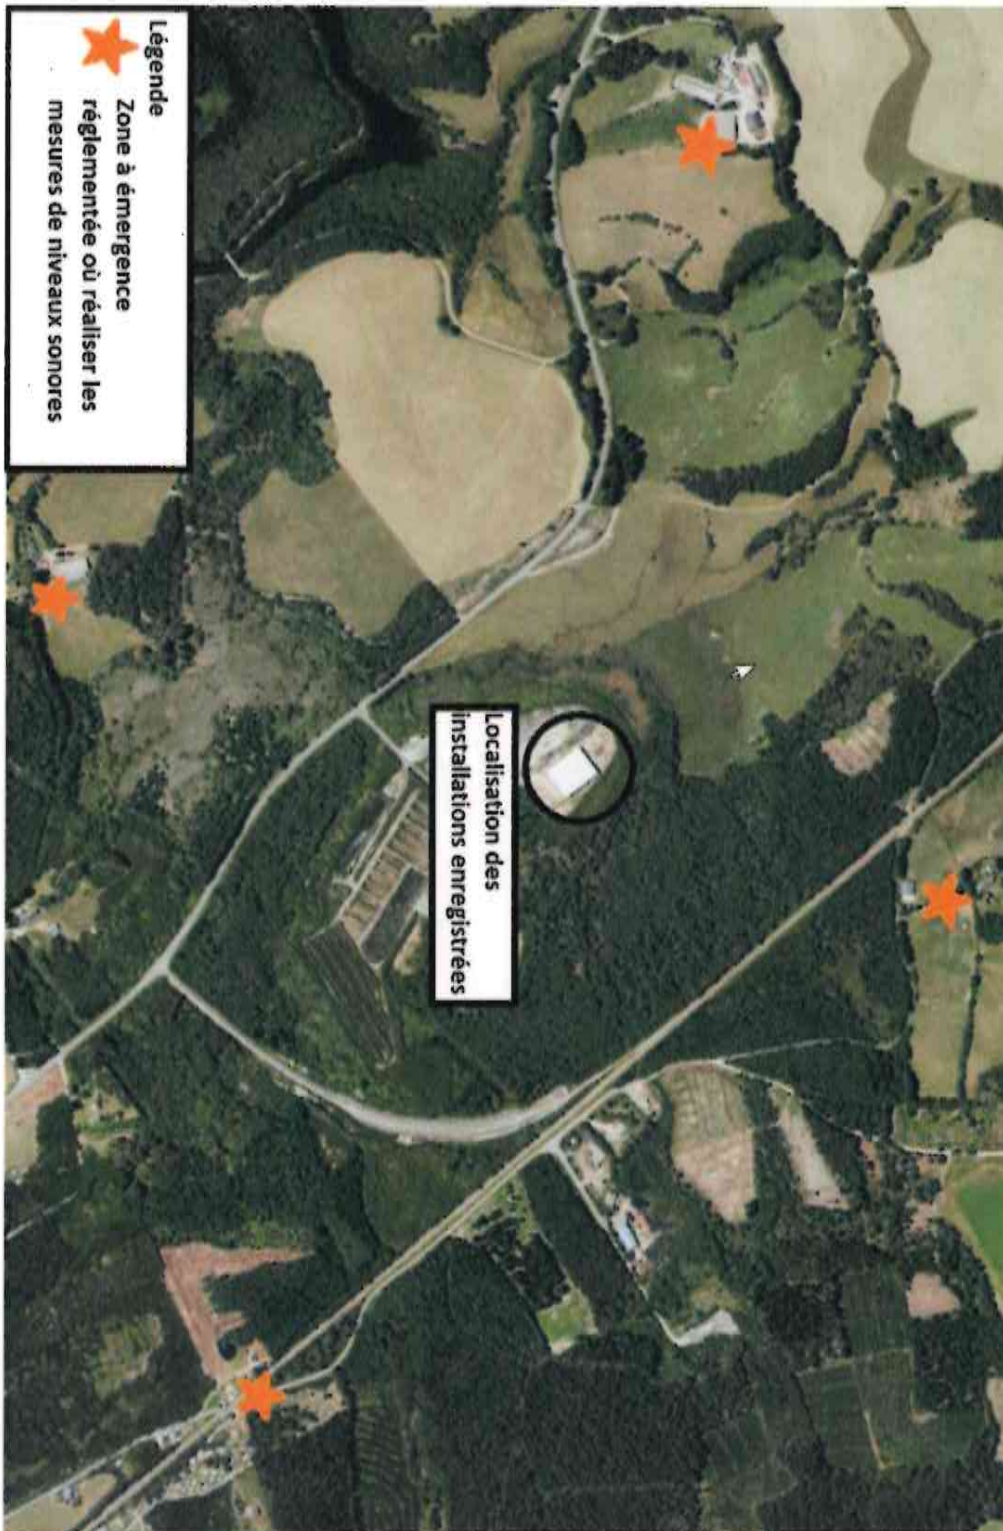 Légende
Zone à émergence
réglementée où réaliser les
mesures de niveaux sonores
Localisation des
installations enregistrées